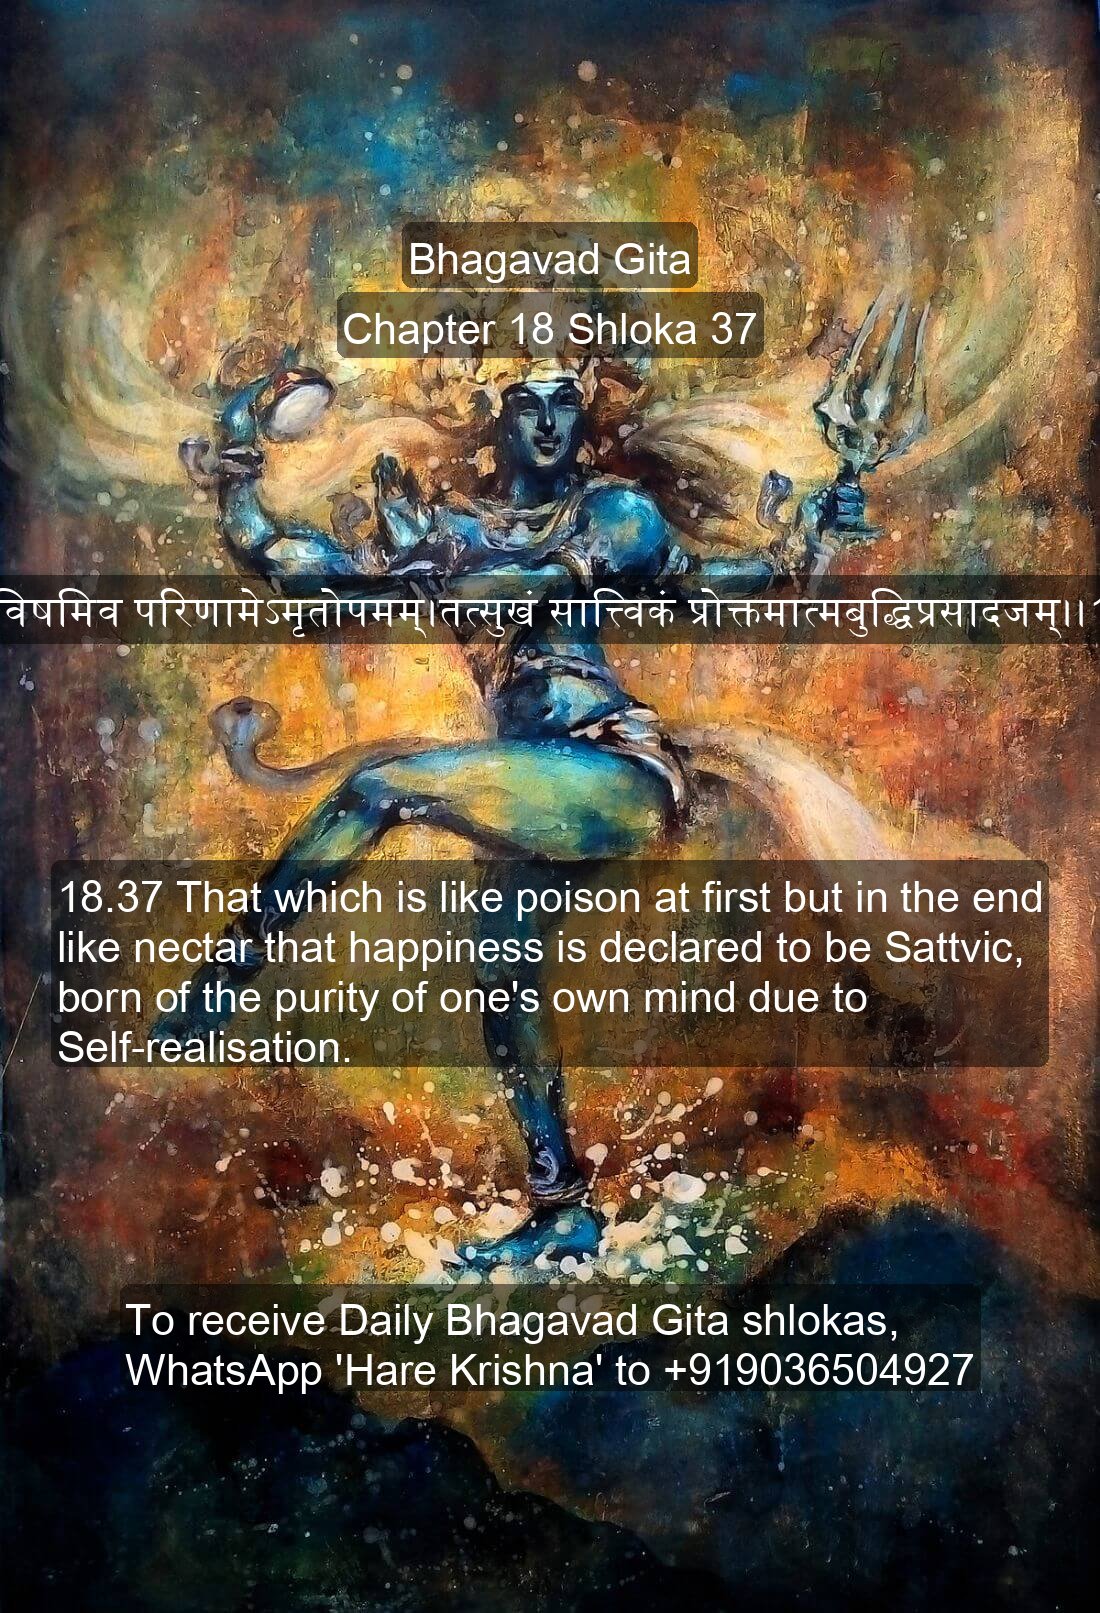 Bhagavad Gita
Chapter 18 Shloka 37
विषमिव परिणामेऽमृतोपमम्।तत्सुखं सात्त्विकं प्रोक्तमात्मबुद्धिप्रसादजम्।।
18.37 That which is like poison at first but in the end
like nectar that happiness is declared to be Sattvic,
born of the purity of one's own mind due to
Self-realisation.
To receive Daily Bhagavad Gita shlokas,
WhatsApp 'Hare Krishna' to +919036504927